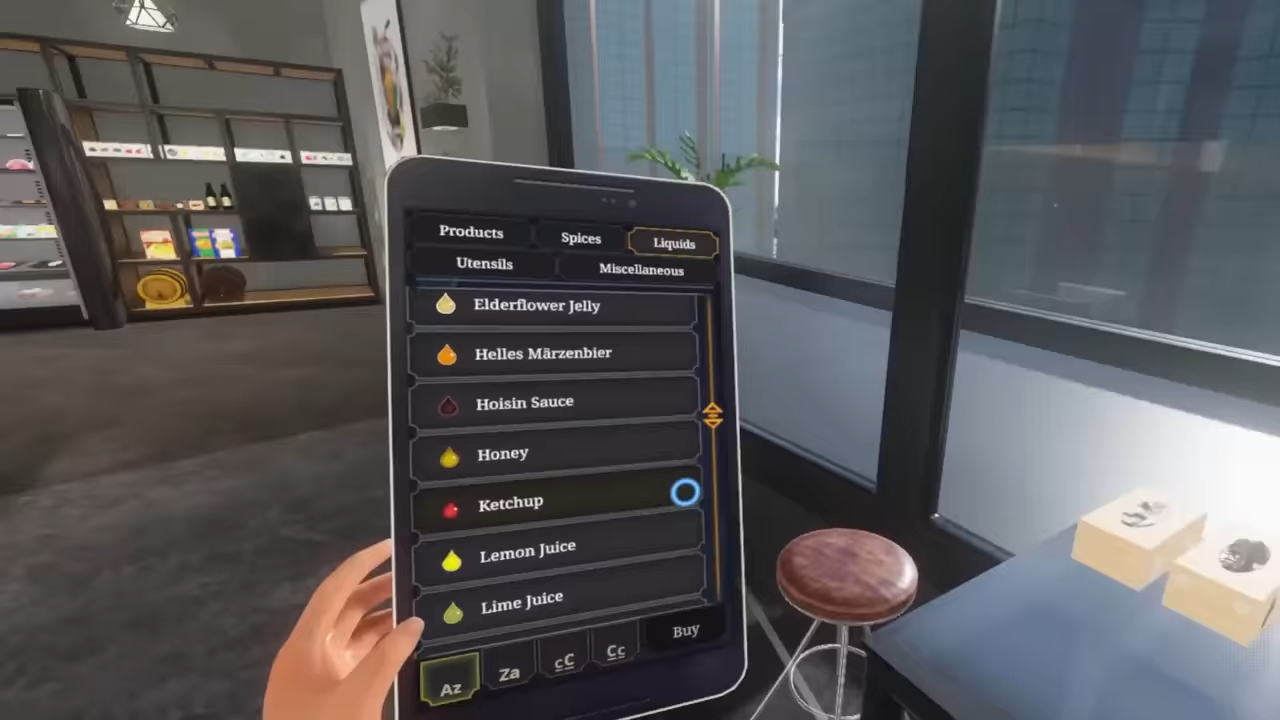 Products Spices Liquids
Utensils Miscellaneous
Elderflower Jelly
Helles Märzenbier
Hoisin Sauce
Honey
Ketchup
Lemon Juice
Lime Juice
Buy
Az Za cC Cc